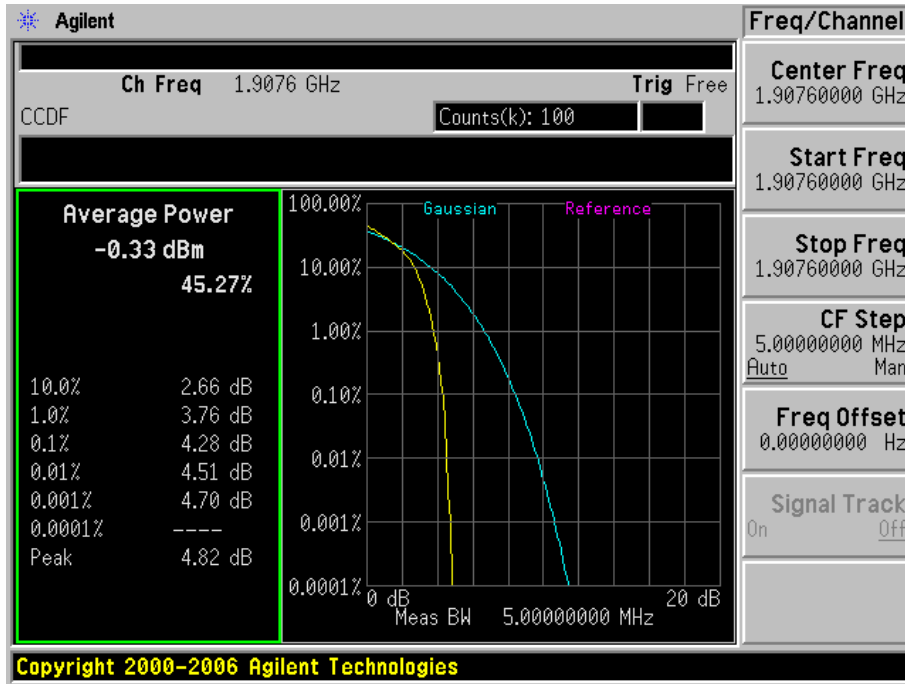 Agilent
Freq/Channel
Ch Freq 1.9076 GHz Trig Free
CCDF Counts(k): 100
Average Power
-0.33 dBm
45.27%
10.0% 2.66 dB
1.0% 3.76 dB
0.1% 4.28 dB
0.01% 4.51 dB
0.001% 4.70 dB
0.0001% ----
Peak 4.82 dB
Gaussian Reference
100.00%
10.00%
1.00%
0.10%
0.01%
0.001%
0.0001%
0 dB 20 dB
Meas BW 5.00000000 MHz
Center Freq
1.90760000 GHz
Start Freq
1.90760000 GHz
Stop Freq
1.90760000 GHz
CF Step
5.00000000 MHz
Auto Man
Freq Offset
0.00000000 Hz
Signal Track
On Off
Copyright 2000-2006 Agilent Technologies